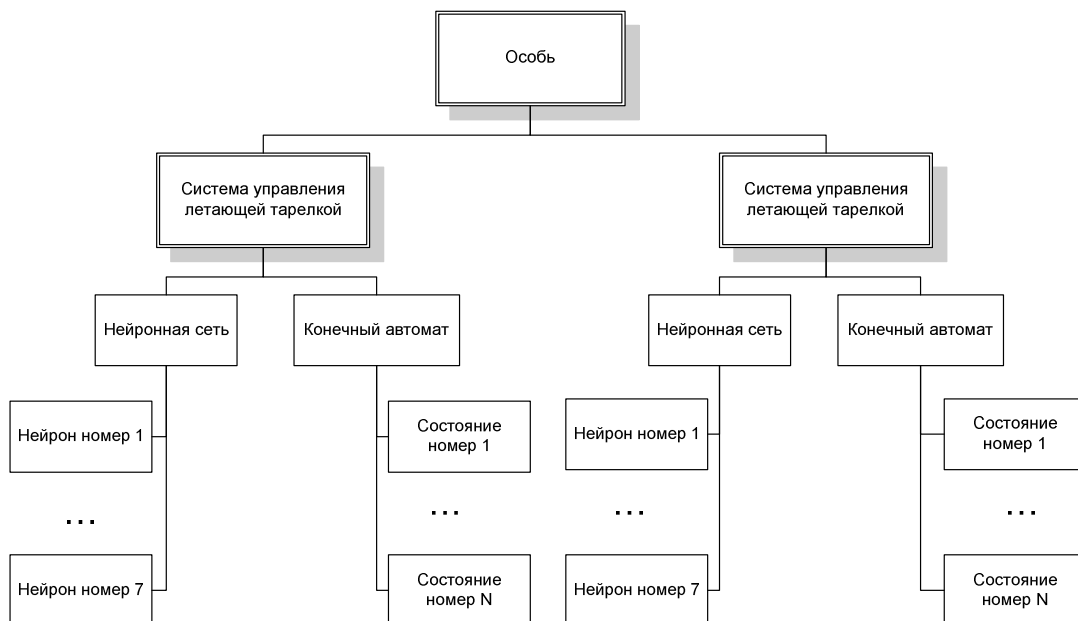 Особь
Система управления
летающей тарелкой
Система управления
летающей тарелкой
Нейронная сеть
Конечный автомат
Нейронная сеть
Конечный автомат
Нейрон номер 1
Состояние
номер 1
Нейрон номер 1
Состояние
номер 1
...
...
...
...
Нейрон номер 7
Состояние
номер N
Нейрон номер 7
Состояние
номер N